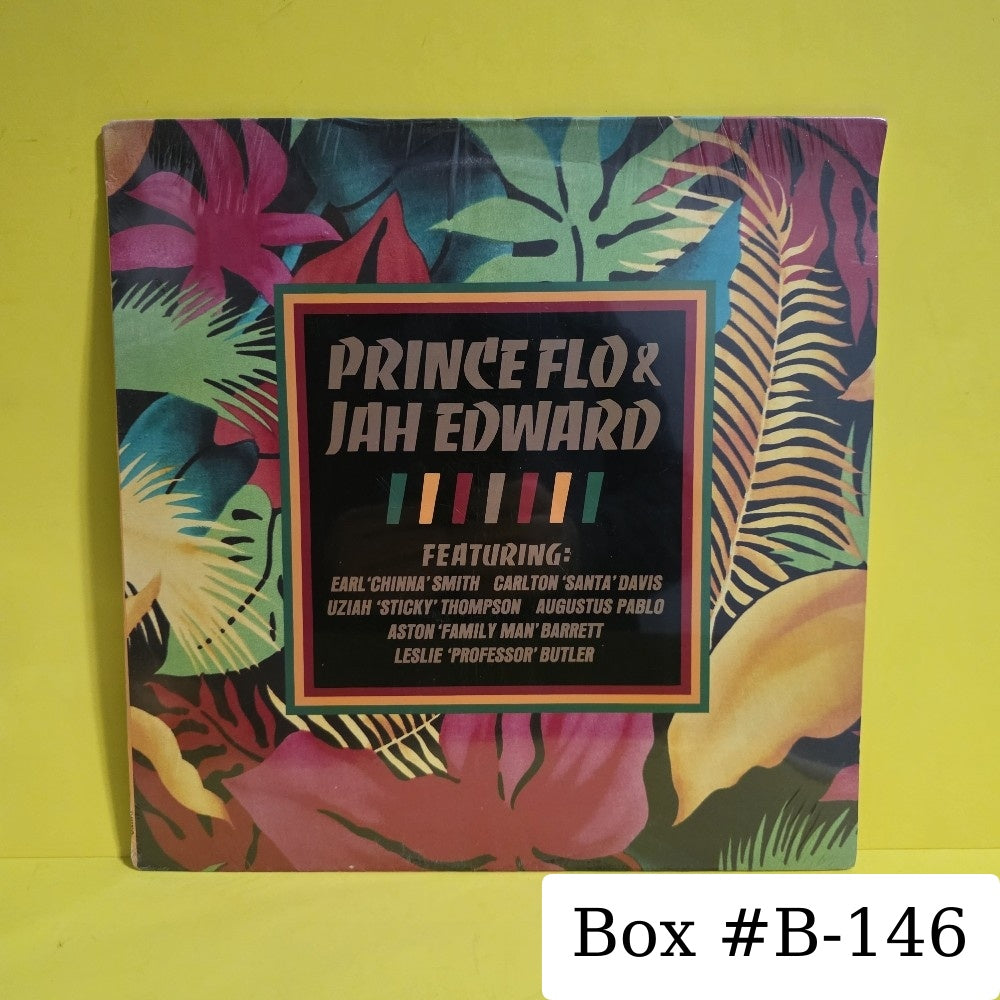 PRINCE FLO &
JAH EDWARD
FEATURING:
EARL 'CHINNA' SMITH CARLTON 'SANTA' DAVIS
UZIAH 'STICKY' THOMPSON AUGUSTUS PABLO
ASTON 'FAMILY MAN' BARRETT
LESLIE 'PROFESSOR' BUTLER
Box #B-146